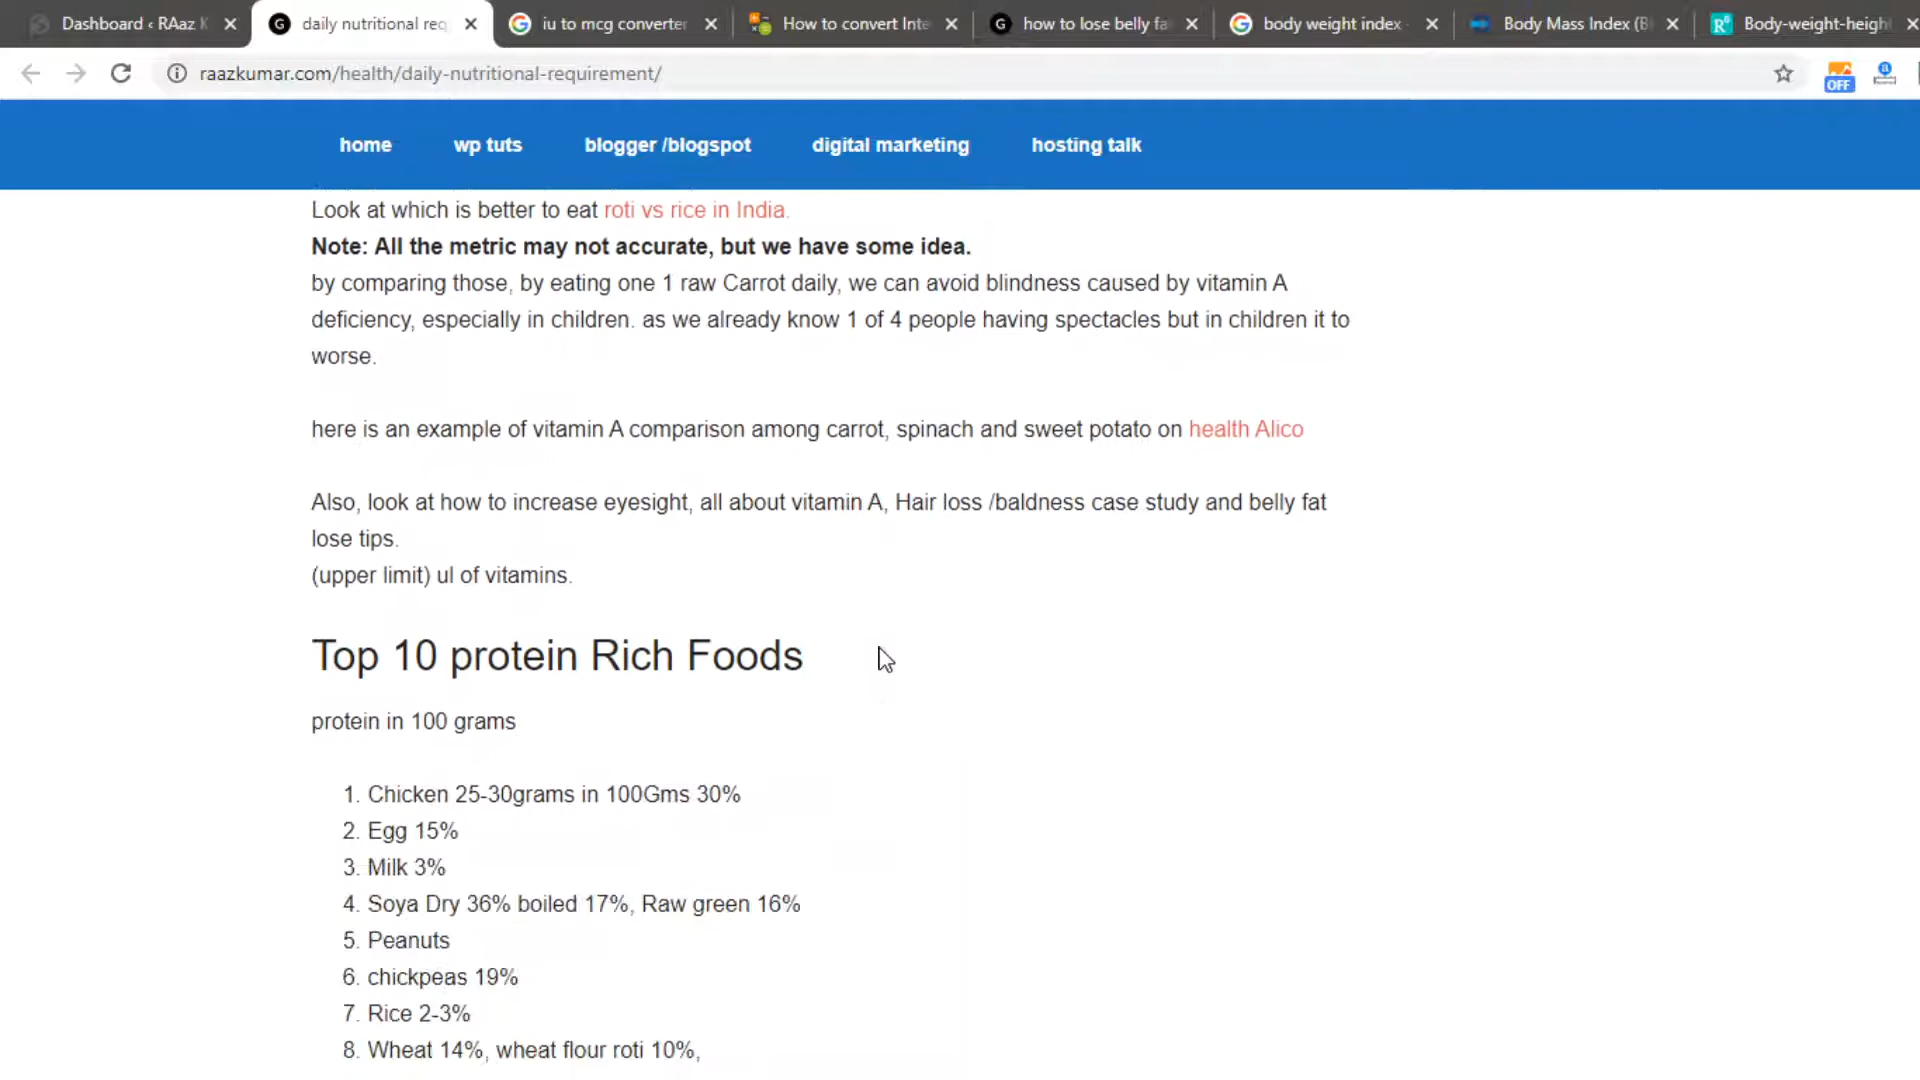 Dashboard ‹ RAaz K
daily nutritional req
iu to mcg converter
How to convert Inte
how to lose belly fa
body weight index
Body Mass Index (B
Body-weight-heigh
raazkumar.com/health/daily-nutritional-requirement/
OFF
home wp tuts blogger /blogspot digital marketing hosting talk
Look at which is better to eat roti vs rice in India.
Note: All the metric may not accurate, but we have some idea.
by comparing those, by eating one 1 raw Carrot daily, we can avoid blindness caused by vitamin A
deficiency, especially in children. as we already know 1 of 4 people having spectacles but in children it to
worse.
here is an example of vitamin A comparison among carrot, spinach and sweet potato on health Alico
Also, look at how to increase eyesight, all about vitamin A, Hair loss /baldness case study and belly fat
lose tips.
(upper limit) ul of vitamins.
Top 10 protein Rich Foods
protein in 100 grams
1. Chicken 25-30grams in 100Gms 30%
2. Egg 15%
3. Milk 3%
4. Soya Dry 36% boiled 17%, Raw green 16%
5. Peanuts
6. chickpeas 19%
7. Rice 2-3%
8. Wheat 14%, wheat flour roti 10%,